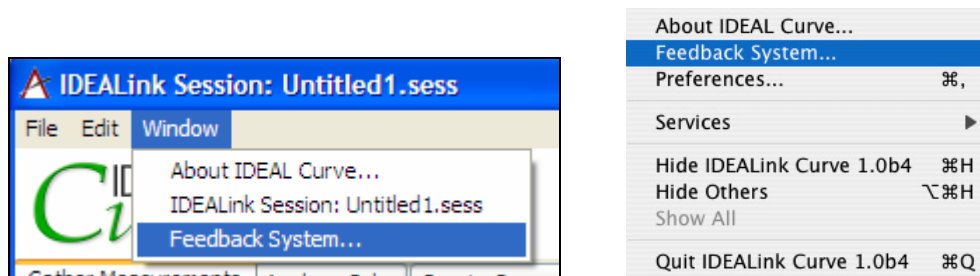 IDEALink Session: Untitled1.sess
File Edit Window
About IDEAL Curve...
IDEALink Session: Untitled1.sess
Feedback System...
About IDEAL Curve...
Feedback System...
Preferences... ⌘,
Services ▶
Hide IDEALink Curve 1.0b4 ⌘H
Hide Others ⌥⌘H
Show All
Quit IDEALink Curve 1.0b4 ⌘Q